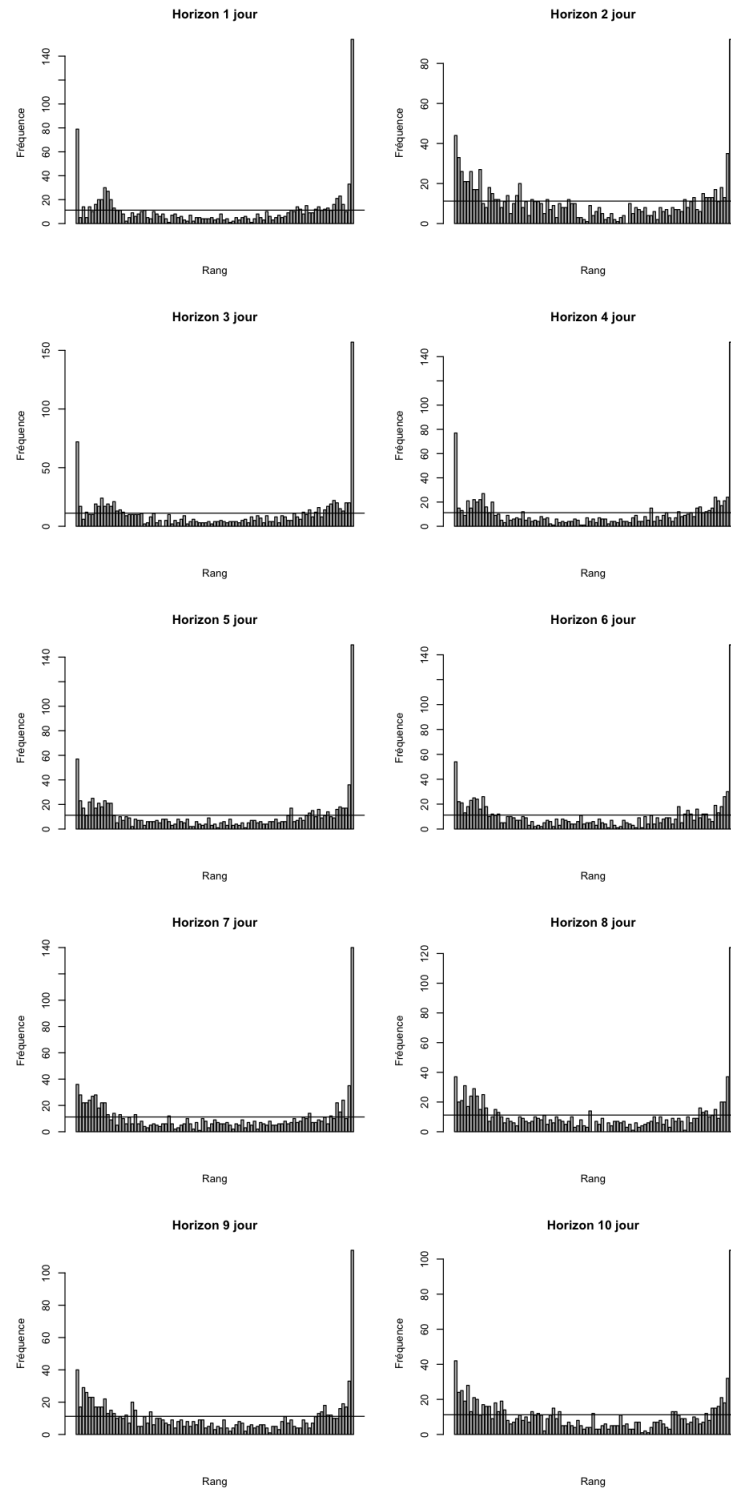 Horizon 1 jour
Fréquence
0 20 40 60 80 100 140
Rang
Horizon 2 jour
Fréquence
0 20 40 60 80
Rang
Horizon 3 jour
Fréquence
0 50 100 150
Rang
Horizon 4 jour
Fréquence
0 20 40 60 80 100 140
Rang
Horizon 5 jour
Fréquence
0 20 40 60 80 100 140
Rang
Horizon 6 jour
Fréquence
0 20 40 60 80 100 140
Rang
Horizon 7 jour
Fréquence
0 20 40 60 80 100 140
Rang
Horizon 8 jour
Fréquence
0 20 40 60 80 100 120
Rang
Horizon 9 jour
Fréquence
0 20 40 60 80 100
Rang
Horizon 10 jour
Fréquence
0 20 40 60 80 100
Rang